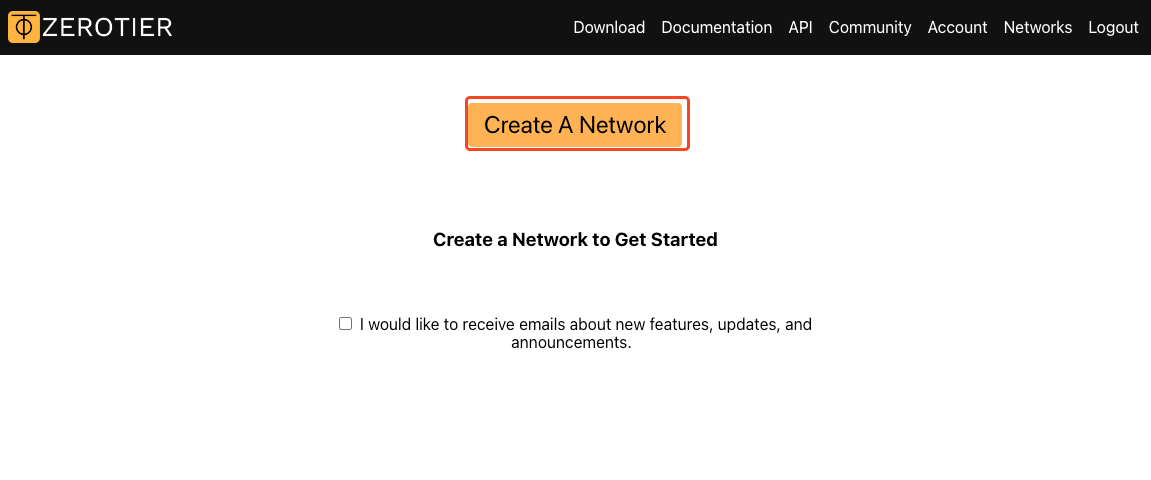 ZEROTIER
Download Documentation API Community Account Networks Logout
Create A Network
Create a Network to Get Started
I would like to receive emails about new features, updates, and
announcements.